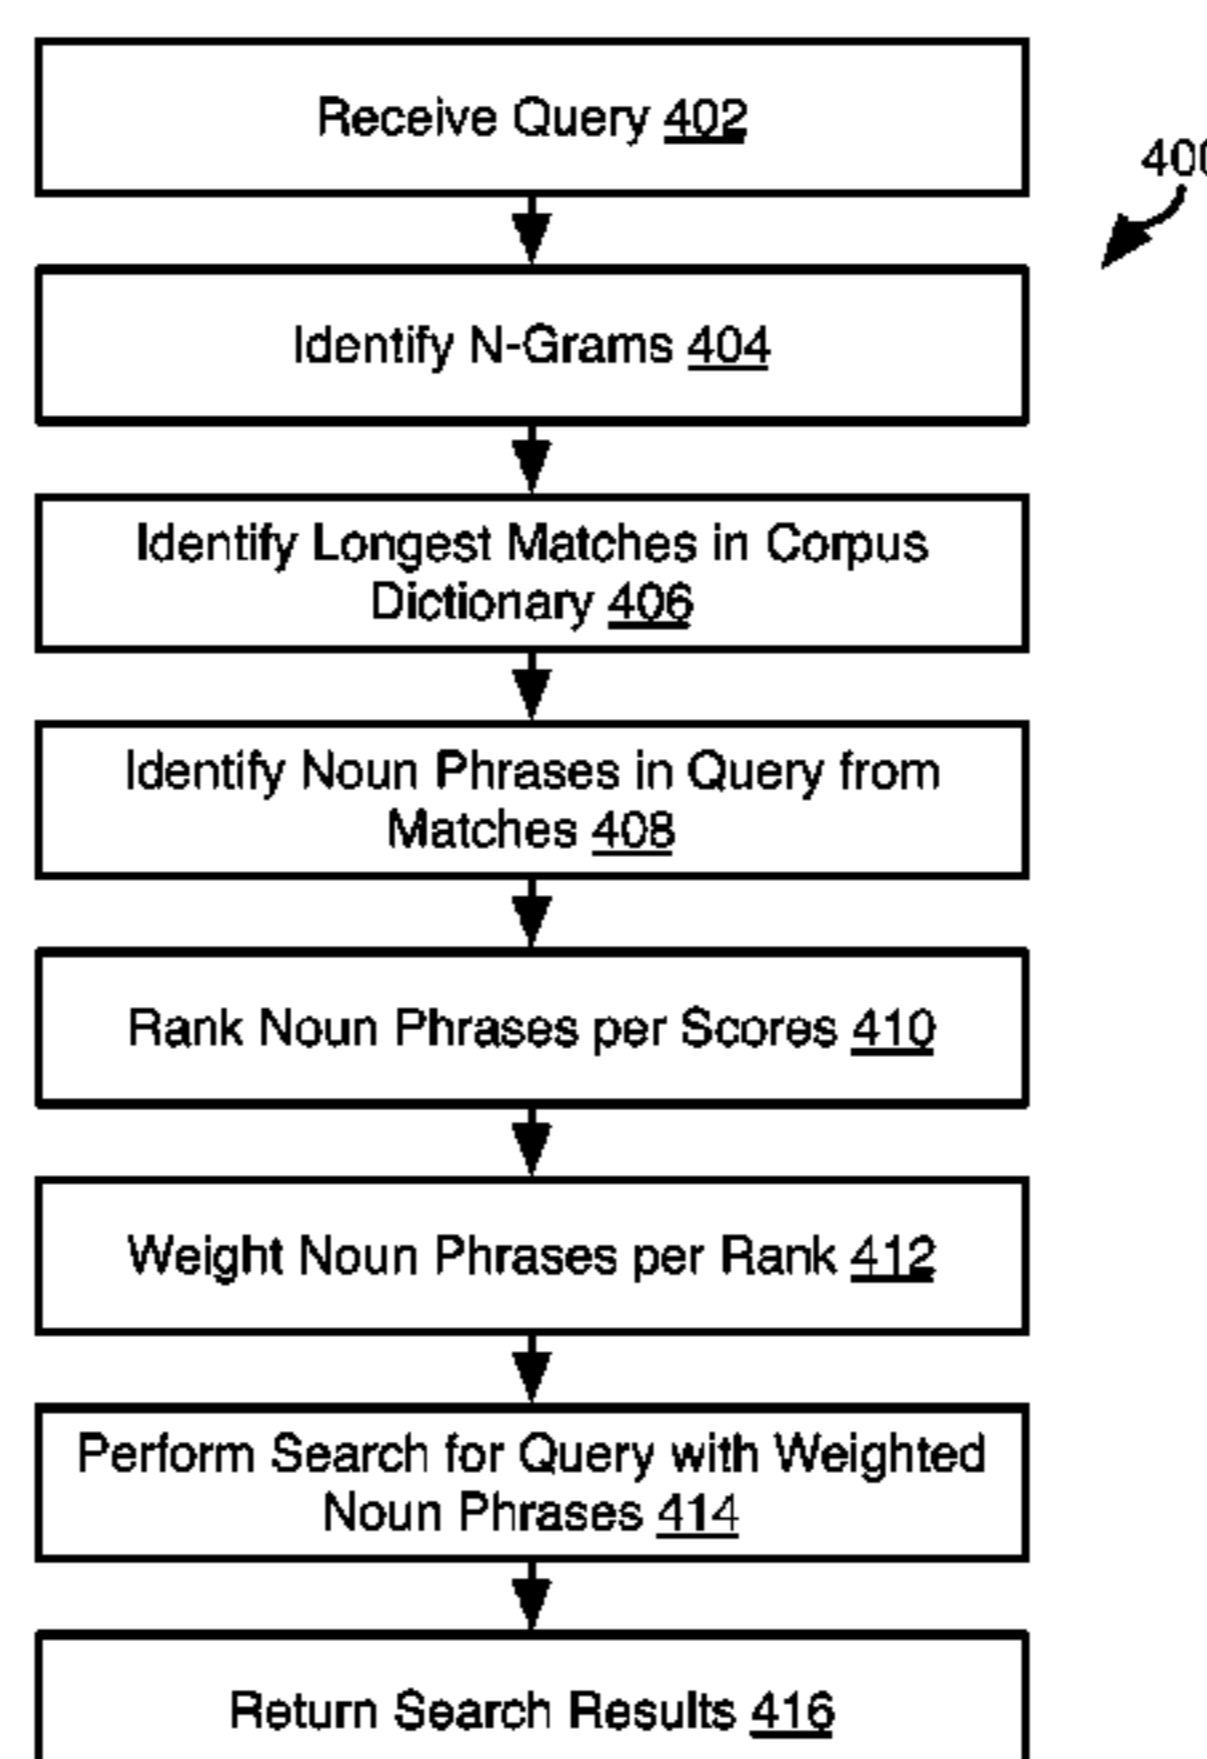 Receive Query 402
400
Identify N-Grams 404
Identify Longest Matches in Corpus
Dictionary 406
Identify Noun Phrases in Query from
Matches 408
Rank Noun Phrases per Scores 410
Weight Noun Phrases per Rank 412
Perform Search for Query with Weighted
Noun Phrases 414
Return Search Results 416